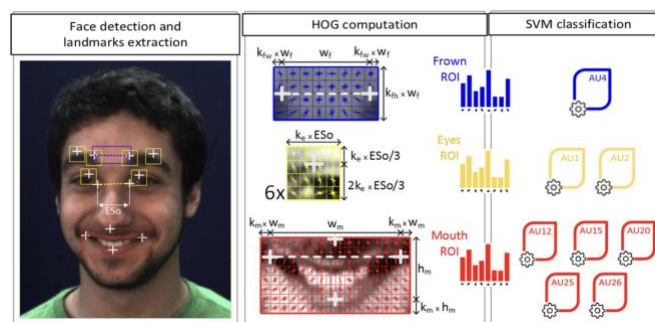 Face detection and
landmarks extraction
HOG computation
SVM classification
ESo
k_fw x w_f
w_f
k_fw x w_f
k_fh x w_f
k_e x ESo
k_e x ESo/3
2k_e x ESo/3
6x
k_m x w_m
w_m
k_m x w_m
h_m
k_m x h_m
Frown
ROI
Eyes
ROI
Mouth
ROI
AU4
AU1
AU2
AU12
AU15
AU20
AU25
AU26